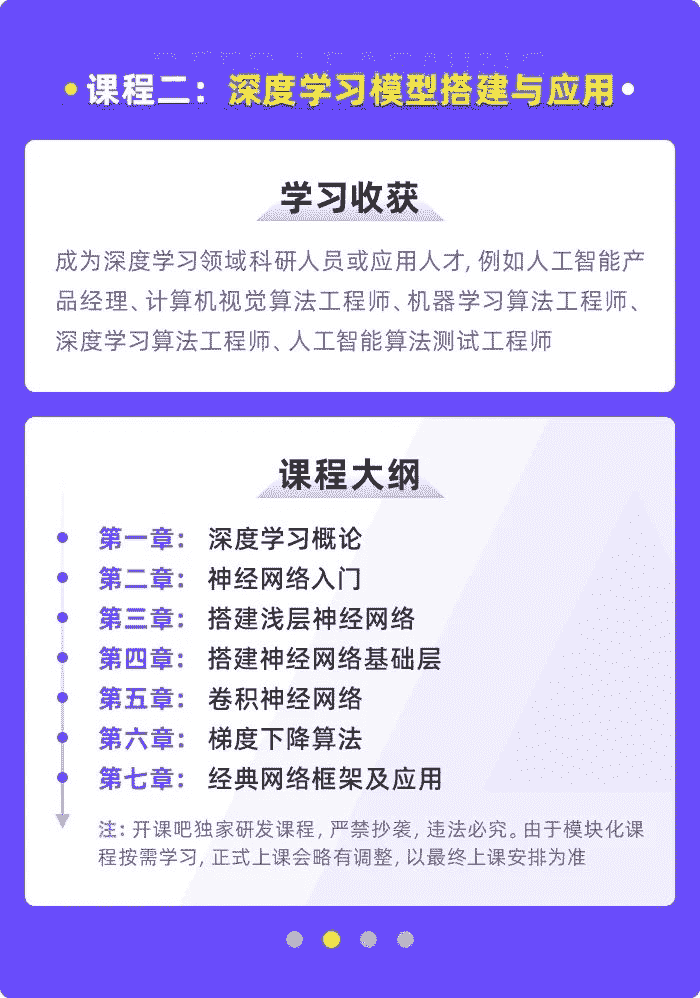 课程二：深度学习模型搭建与应用
学习收获
成为深度学习领域科研人员或应用人才，例如人工智能产
品经理、计算机视觉算法工程师、机器学习算法工程师、
深度学习算法工程师、人工智能算法测试工程师
课程大纲
第一章： 深度学习概论
第二章： 神经网络入门
第三章： 搭建浅层神经网络
第四章： 搭建神经网络基础层
第五章： 卷积神经网络
第六章： 梯度下降算法
第七章： 经典网络框架及应用
注：开课吧独家研发课程，严禁抄袭，违法必究。由于模块化课
程按需学习，正式上课会略有调整，以最终上课安排为准